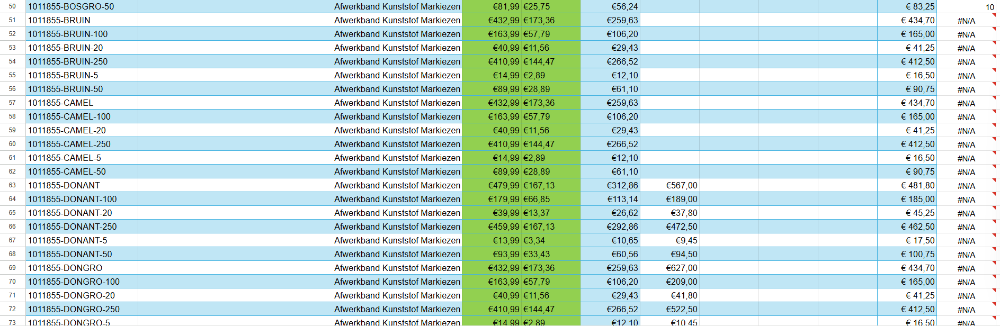 50 1011855-BOSGRO-50 Afwerkband Kunststof Markiezen €81,99 €25,75 €56,24 € 83,25 10
51 1011855-BRUIN Afwerkband Kunststof Markiezen €432,99 €173,36 €259,63 € 434,70 #N/A
52 1011855-BRUIN-100 Afwerkband Kunststof Markiezen €163,99 €57,79 €106,20 € 165,00 #N/A
53 1011855-BRUIN-20 Afwerkband Kunststof Markiezen €40,99 €11,56 €29,43 € 41,25 #N/A
54 1011855-BRUIN-250 Afwerkband Kunststof Markiezen €410,99 €144,47 €266,52 € 412,50 #N/A
55 1011855-BRUIN-5 Afwerkband Kunststof Markiezen €14,99 €2,89 €12,10 € 16,50 #N/A
56 1011855-BRUIN-50 Afwerkband Kunststof Markiezen €89,99 €28,89 €61,10 € 90,75 #N/A
57 1011855-CAMEL Afwerkband Kunststof Markiezen €432,99 €173,36 €259,63 € 434,70 #N/A
58 1011855-CAMEL-100 Afwerkband Kunststof Markiezen €163,99 €57,79 €106,20 € 165,00 #N/A
59 1011855-CAMEL-20 Afwerkband Kunststof Markiezen €40,99 €11,56 €29,43 € 41,25 #N/A
60 1011855-CAMEL-250 Afwerkband Kunststof Markiezen €410,99 €144,47 €266,52 € 412,50 #N/A
61 1011855-CAMEL-5 Afwerkband Kunststof Markiezen €14,99 €2,89 €12,10 € 16,50 #N/A
62 1011855-CAMEL-50 Afwerkband Kunststof Markiezen €89,99 €28,89 €61,10 € 90,75 #N/A
63 1011855-DONANT Afwerkband Kunststof Markiezen €479,99 €167,13 €312,86 €567,00 € 481,80 #N/A
64 1011855-DONANT-100 Afwerkband Kunststof Markiezen €179,99 €66,85 €113,14 €189,00 € 185,00 #N/A
65 1011855-DONANT-20 Afwerkband Kunststof Markiezen €39,99 €13,37 €26,62 €37,80 € 45,25 #N/A
66 1011855-DONANT-250 Afwerkband Kunststof Markiezen €459,99 €167,13 €292,86 €472,50 € 462,50 #N/A
67 1011855-DONANT-5 Afwerkband Kunststof Markiezen €13,99 €3,34 €10,65 €9,45 € 17,50 #N/A
68 1011855-DONANT-50 Afwerkband Kunststof Markiezen €93,99 €33,43 €60,56 €94,50 € 100,75 #N/A
69 1011855-DONGRO Afwerkband Kunststof Markiezen €432,99 €173,36 €259,63 €627,00 € 434,70 #N/A
70 1011855-DONGRO-100 Afwerkband Kunststof Markiezen €163,99 €57,79 €106,20 €209,00 € 165,00 #N/A
71 1011855-DONGRO-20 Afwerkband Kunststof Markiezen €40,99 €11,56 €29,43 €41,80 € 41,25 #N/A
72 1011855-DONGRO-250 Afwerkband Kunststof Markiezen €410,99 €144,47 €266,52 €522,50 € 412,50 #N/A
73 1011855-DONGRO-5 Afwerkband Kunststof Markiezen €14,99 €2,89 €12,10 €10,45 € 16,50 #N/A